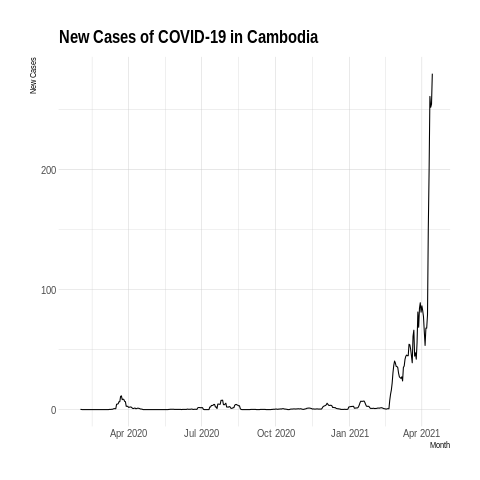 New Cases of COVID-19 in Cambodia
New Cases
200
100
0
Apr 2020 Jul 2020 Oct 2020 Jan 2021 Apr 2021
Month